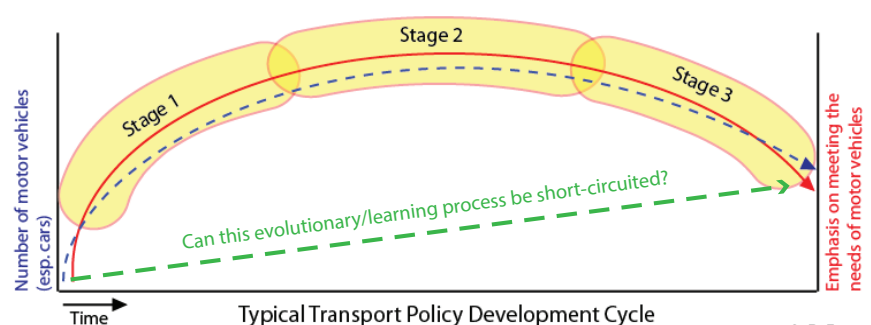 Stage 1
Stage 2
Stage 3
Number of motor vehicles
(esp. cars)
Emphasis on meeting the
needs of motor vehicles
Can this evolutionary/learning process be short-circuited?
Time
Typical Transport Policy Development Cycle